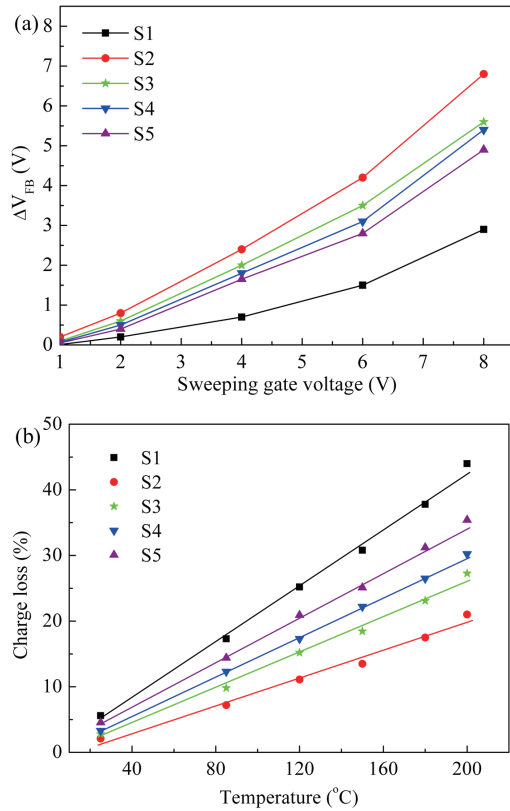 (a)
S1
S2
S3
S4
S5
ΔV_FB (V)
8
7
6
5
4
3
2
1
0
1 2 3 4 5 6 7 8
Sweeping gate voltage (V)
(b)
S1
S2
S3
S4
S5
Charge loss (%)
50
40
30
20
10
0
40 80 120 160 200
Temperature (°C)